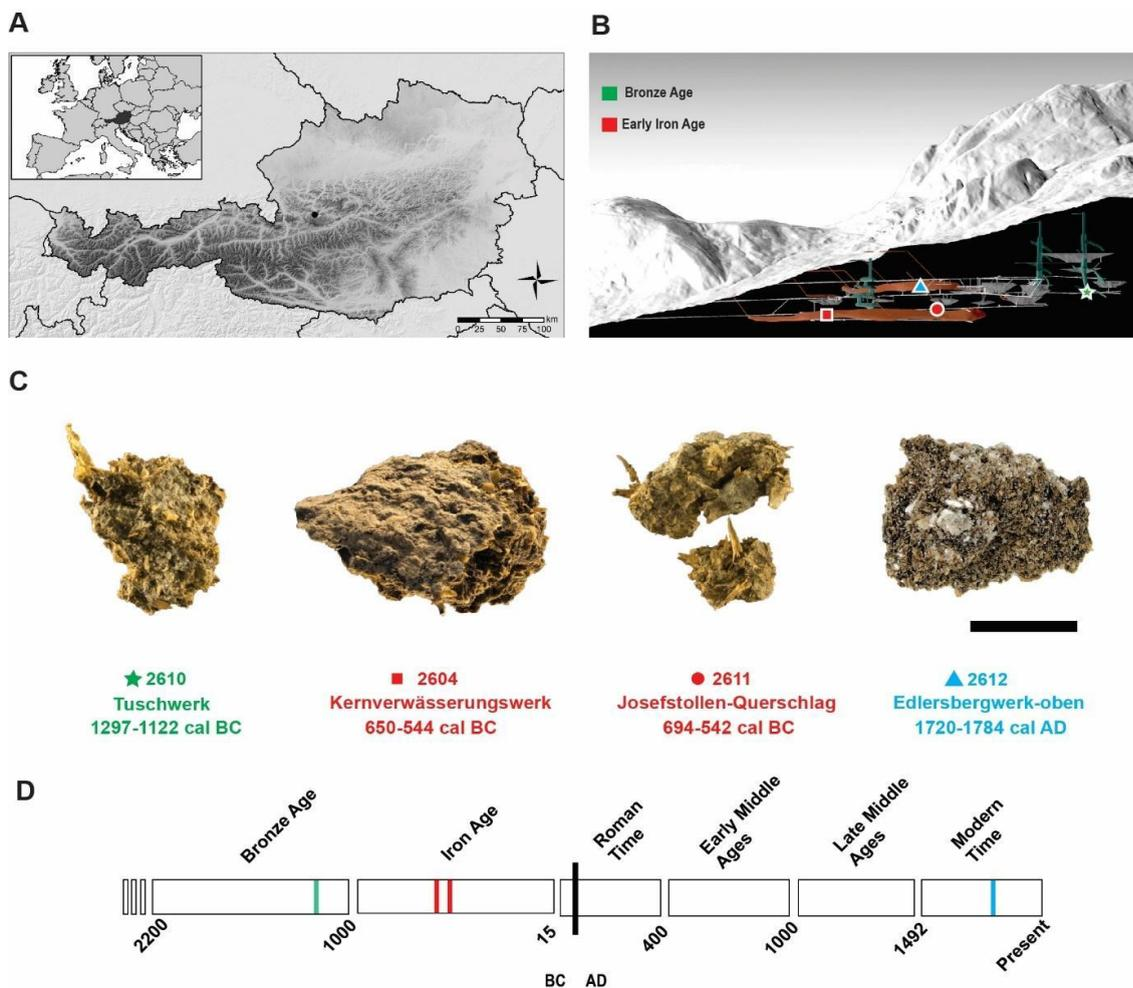 A
B
km
0 25 50 75 100
Bronze Age
Early Iron Age
C
2610
Tuschwerk
1297-1122 cal BC
2604
Kernverwässerungswerk
650-544 cal BC
2611
Josefstollen-Querschlag
694-542 cal BC
2612
Edlersbergwerk-oben
1720-1784 cal AD
D
Bronze Age
Iron Age
Roman
Time
Early Middle
Ages
Late Middle
Ages
Modern
Time
2200
1000
15
400
1000
1492
Present
BC AD